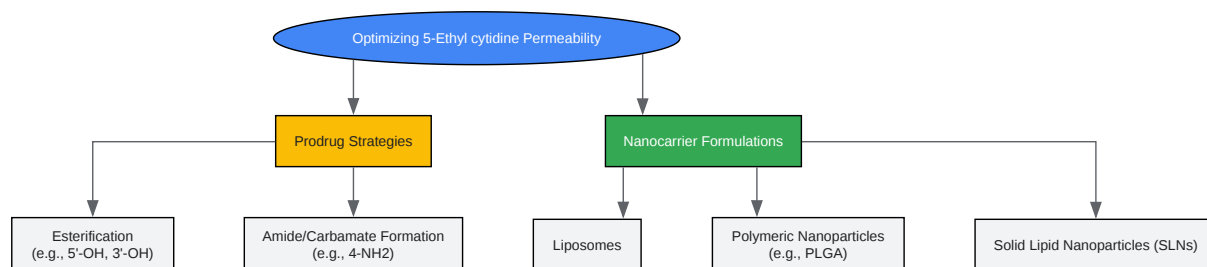 Optimizing 5-Ethyl cytidine Permeability
Prodrug Strategies
Nanocarrier Formulations
Esterification
(e.g., 5'-OH, 3'-OH)
Amide/Carbamate Formation
(e.g., 4-NH2)
Liposomes
Polymeric Nanoparticles
(e.g., PLGA)
Solid Lipid Nanoparticles (SLNs)